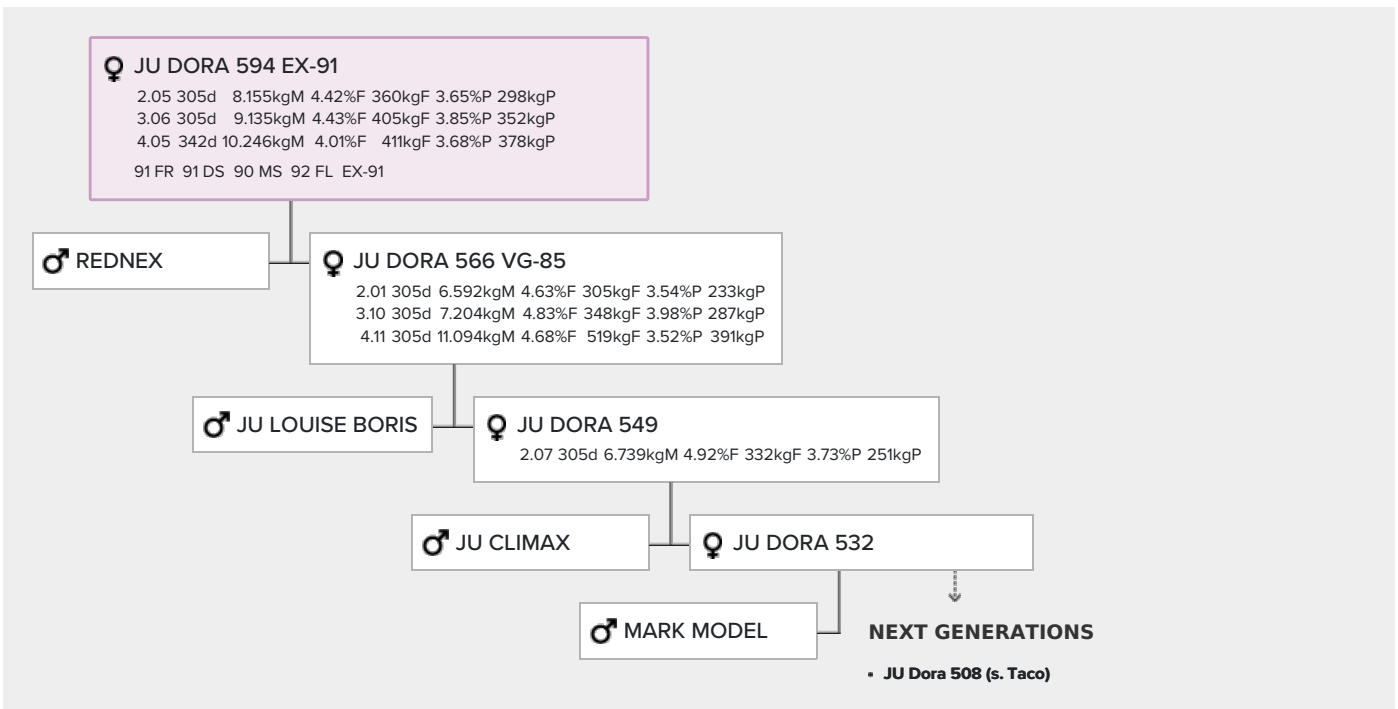 JU DORA 594 EX-91
2.05 305d 8.155kgM 4.42%F 360kgF 3.65%P 298kgP
3.06 305d 9.135kgM 4.43%F 405kgF 3.85%P 352kgP
4.05 342d 10.246kgM 4.01%F 411kgF 3.68%P 378kgP
91 FR 91 DS 90 MS 92 FL EX-91
REDNEX
JU DORA 566 VG-85
2.01 305d 6.592kgM 4.63%F 305kgF 3.54%P 233kgP
3.10 305d 7.204kgM 4.83%F 348kgF 3.98%P 287kgP
4.11 305d 11.094kgM 4.68%F 519kgF 3.52%P 391kgP
JU LOUISE BORIS
JU DORA 549
2.07 305d 6.739kgM 4.92%F 332kgF 3.73%P 251kgP
JU CLIMAX
JU DORA 532
MARK MODEL
NEXT GENERATIONS
• JU Dora 508 (s. Taco)